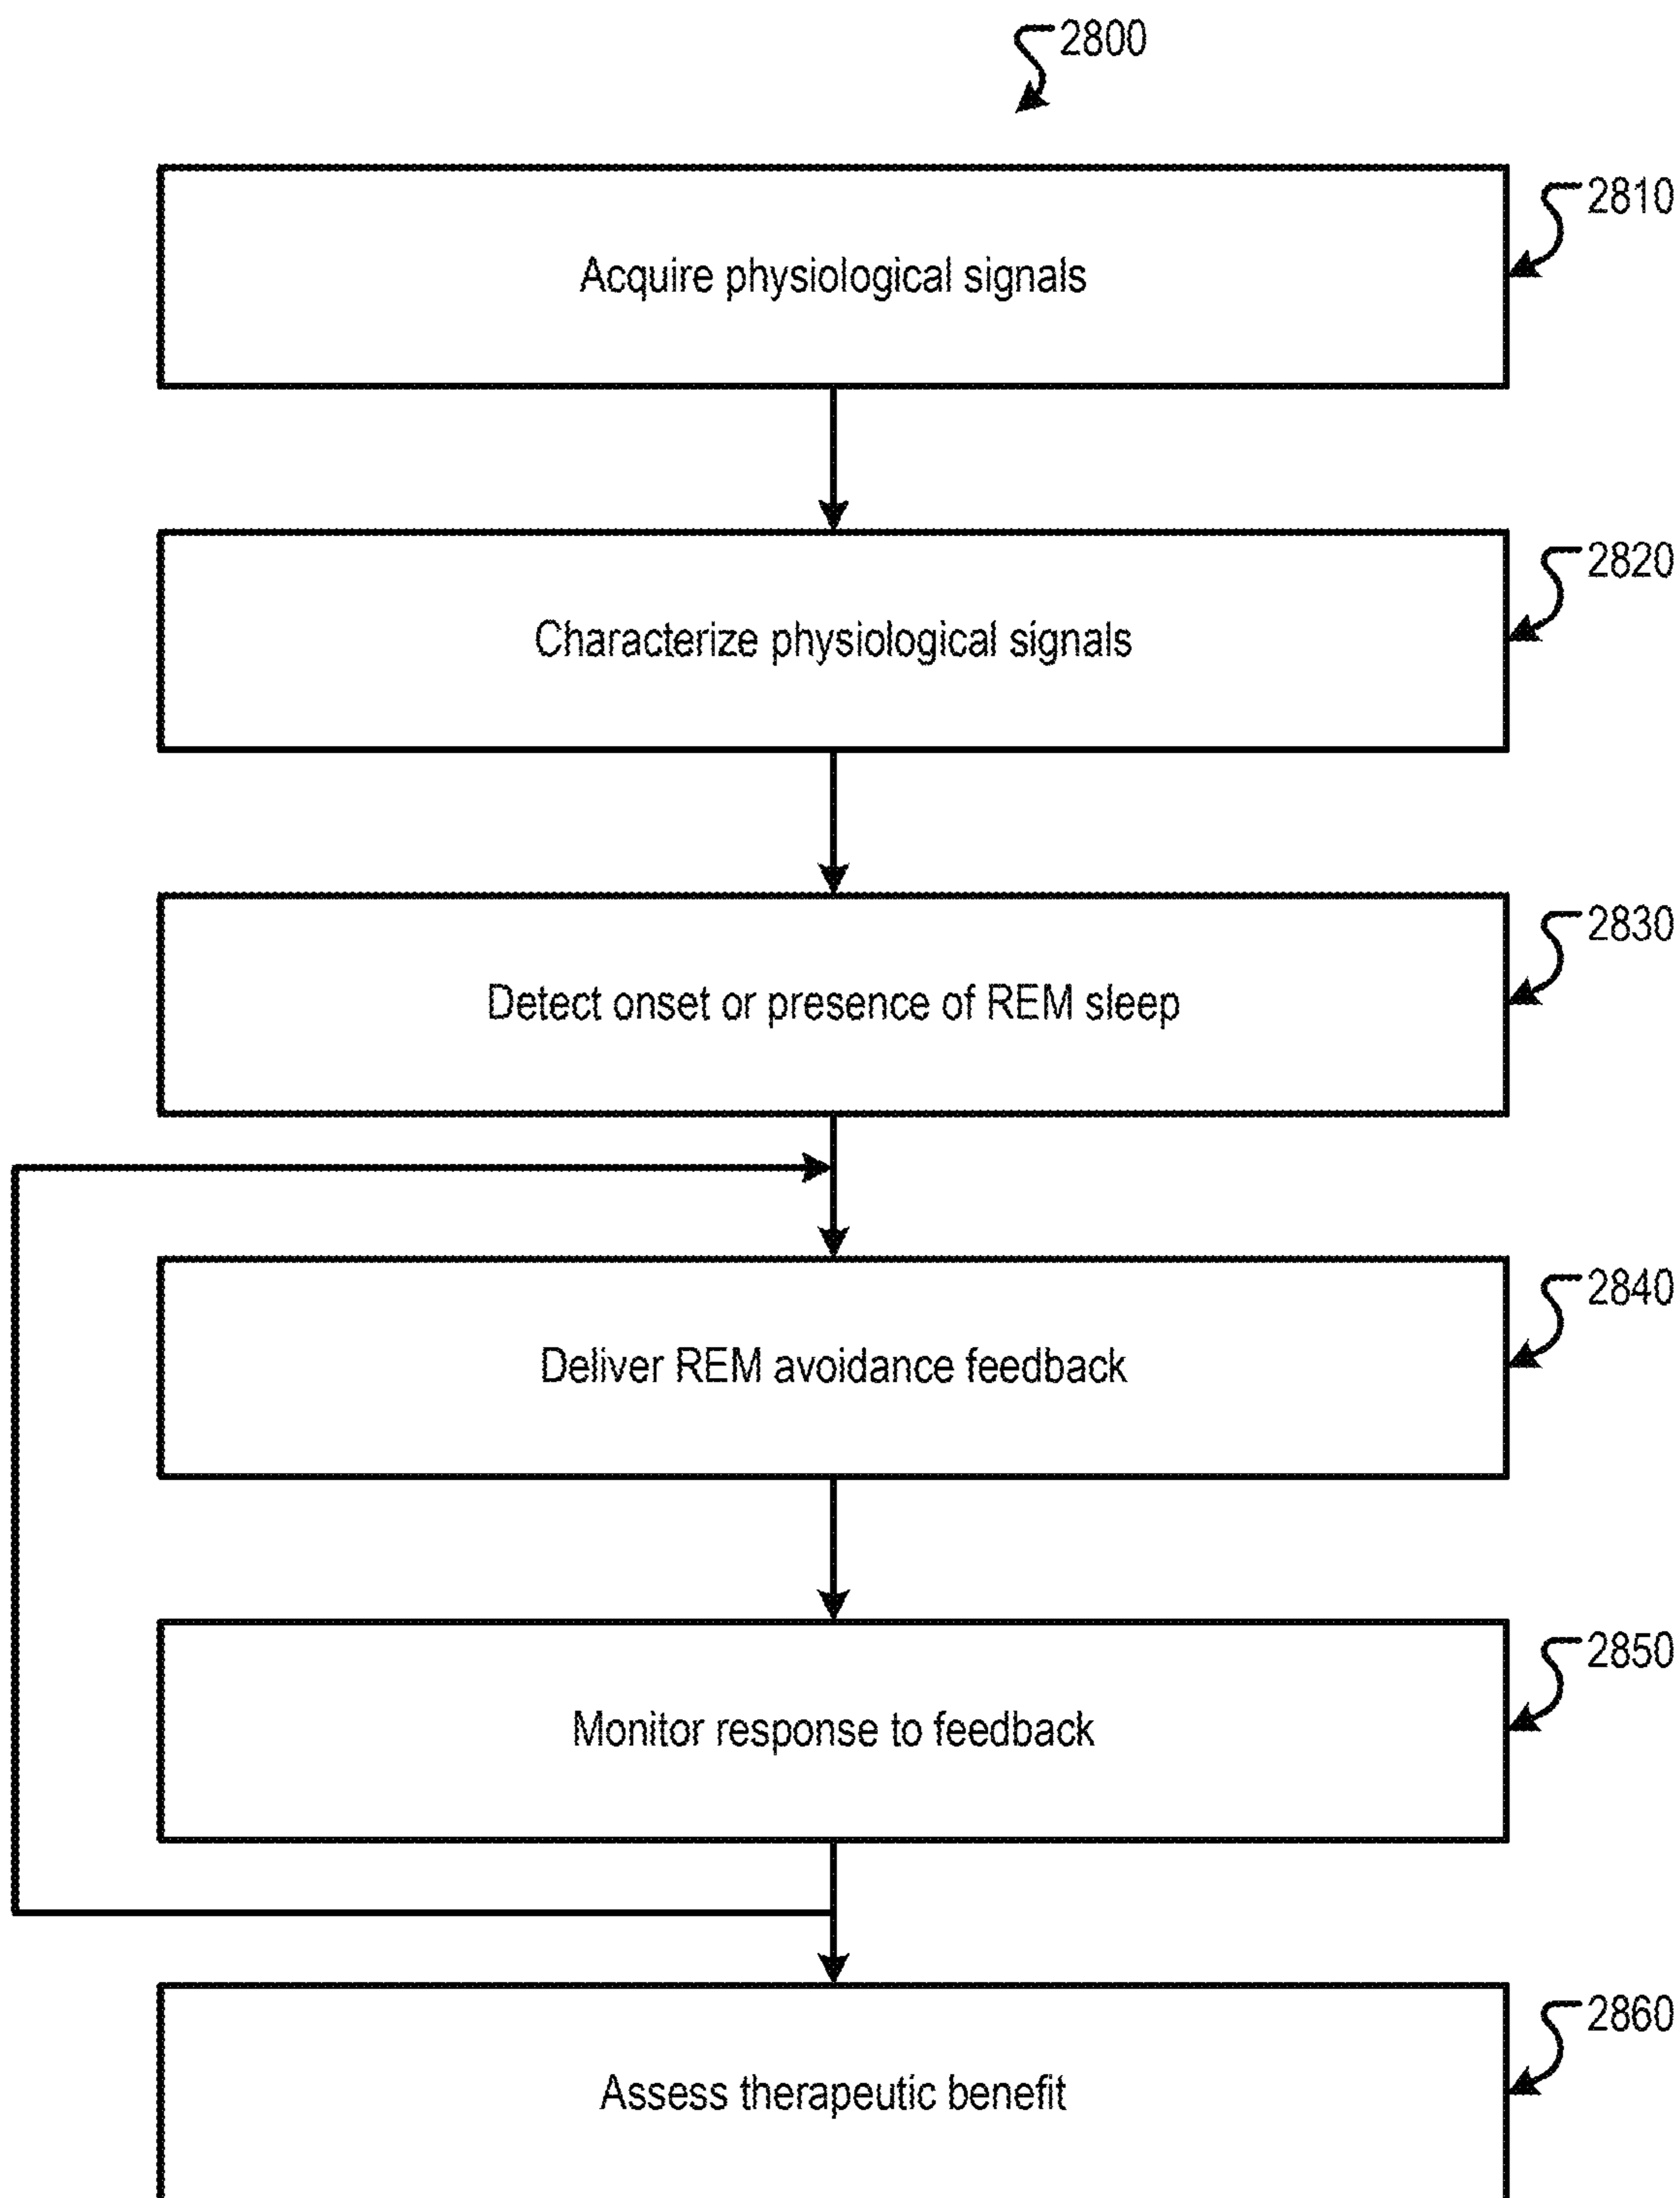 2800
2810
Acquire physiological signals
2820
Characterize physiological signals
2830
Detect onset or presence of REM sleep
2840
Deliver REM avoidance feedback
2850
Monitor response to feedback
2860
Assess therapeutic benefit